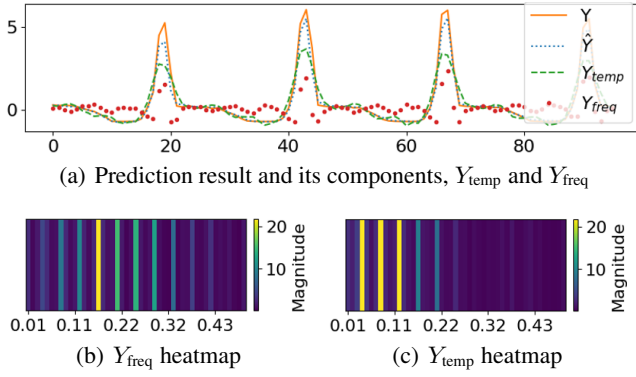 5
0
Y
Ŷ
Y_temp
Y_freq
0 20 40 60 80
(a) Prediction result and its components, Y_temp and Y_freq
20
10
Magnitude
0.01 0.11 0.22 0.32 0.43
(b) Y_freq heatmap
20
10
Magnitude
0.01 0.11 0.22 0.32 0.43
(c) Y_temp heatmap